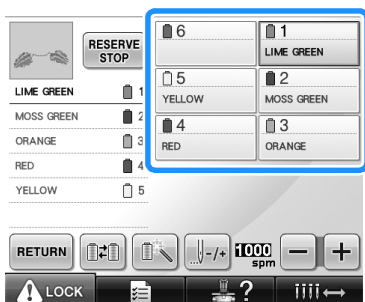 RESERVE
STOP
LIME GREEN 1
MOSS GREEN 2
ORANGE 3
RED 4
YELLOW 5
6
1
LIME GREEN
5
YELLOW
2
MOSS GREEN
4
RED
3
ORANGE
RETURN
-/+
1000
spm
− +
LOCK
?